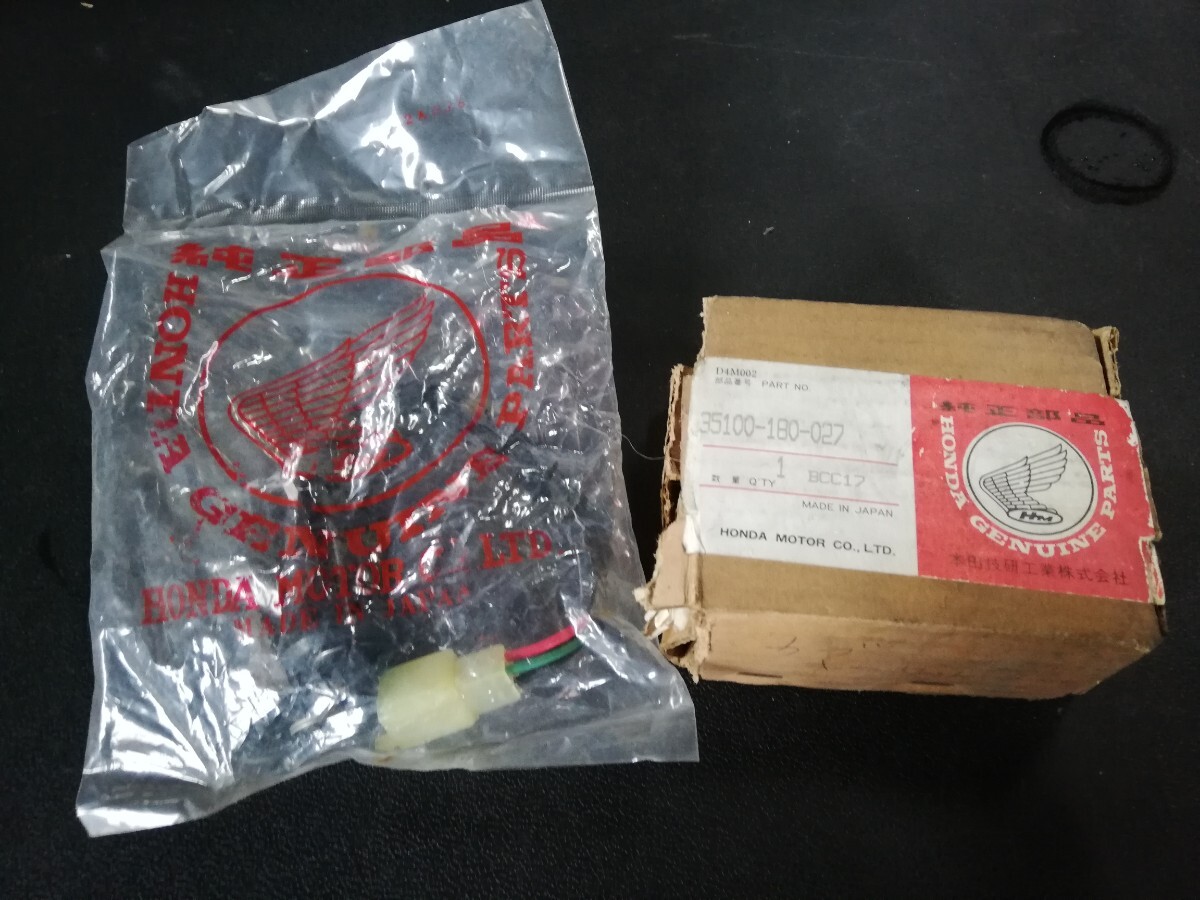 純正部品
HONDA GENUINE PARTS
HONDA MOTOR CO., LTD
MADE IN JAPAN
D4M002
部品番号 PART NO.
35100-180-027
数量 Q'TY 1 BCC17
MADE IN JAPAN
HONDA MOTOR CO., LTD.
純正部品
HONDA GENUINE PARTS
本田技研工業株式会社